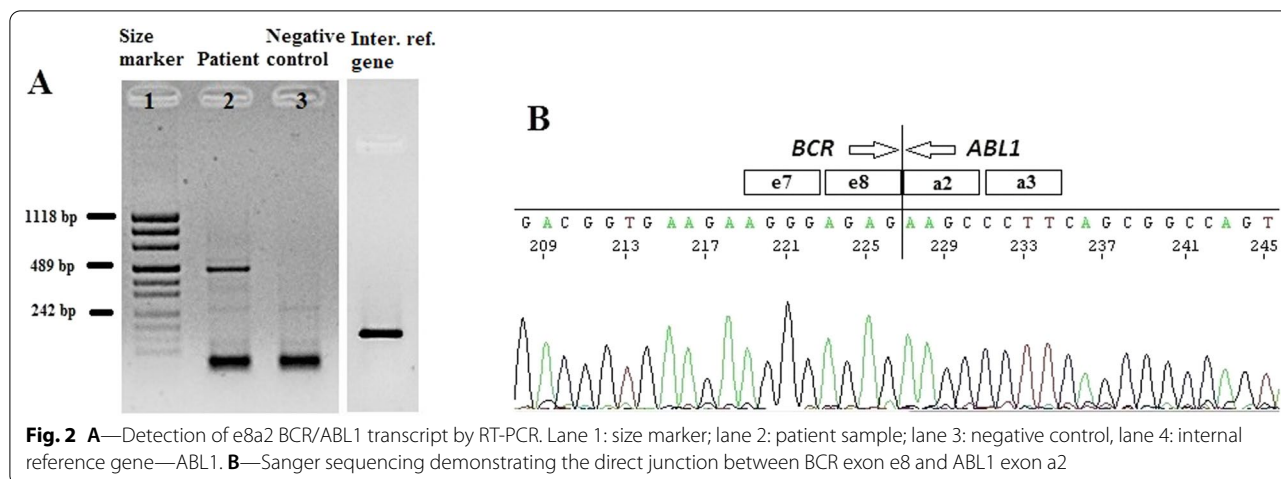 Size marker
Patient
Negative control
Inter. ref. gene
A
1
2
3
1118 bp
489 bp
242 bp
B
BCR
ABL1
e7
e8
a2
a3
G A C G G T G A A G A A G G G A G A G A A G C C C T T C A G C G G C C A G T
209 213 217 221 225 229 233 237 241 245
Fig. 2 A—Detection of e8a2 BCR/ABL1 transcript by RT-PCR. Lane 1: size marker; lane 2: patient sample; lane 3: negative control, lane 4: internal
reference gene—ABL1. B—Sanger sequencing demonstrating the direct junction between BCR exon e8 and ABL1 exon a2